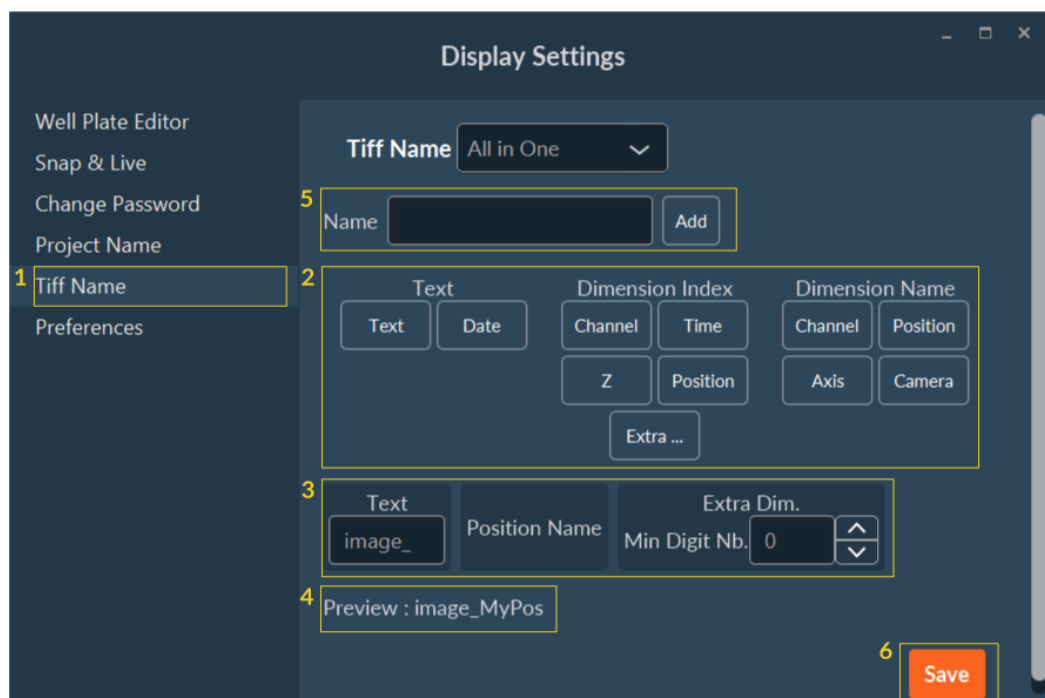 Display Settings
Well Plate Editor
Snap & Live
Change Password
Project Name
1 Tiff Name
Preferences
Tiff Name All in One
5 Name Add
2 Text Dimension Index Dimension Name
Text Date Channel Time Channel Position
Z Position Axis Camera
Extra ...
3 Text Position Name Extra Dim.
image_ Min Digit Nb. 0
4 Preview : image_MyPos
6 Save